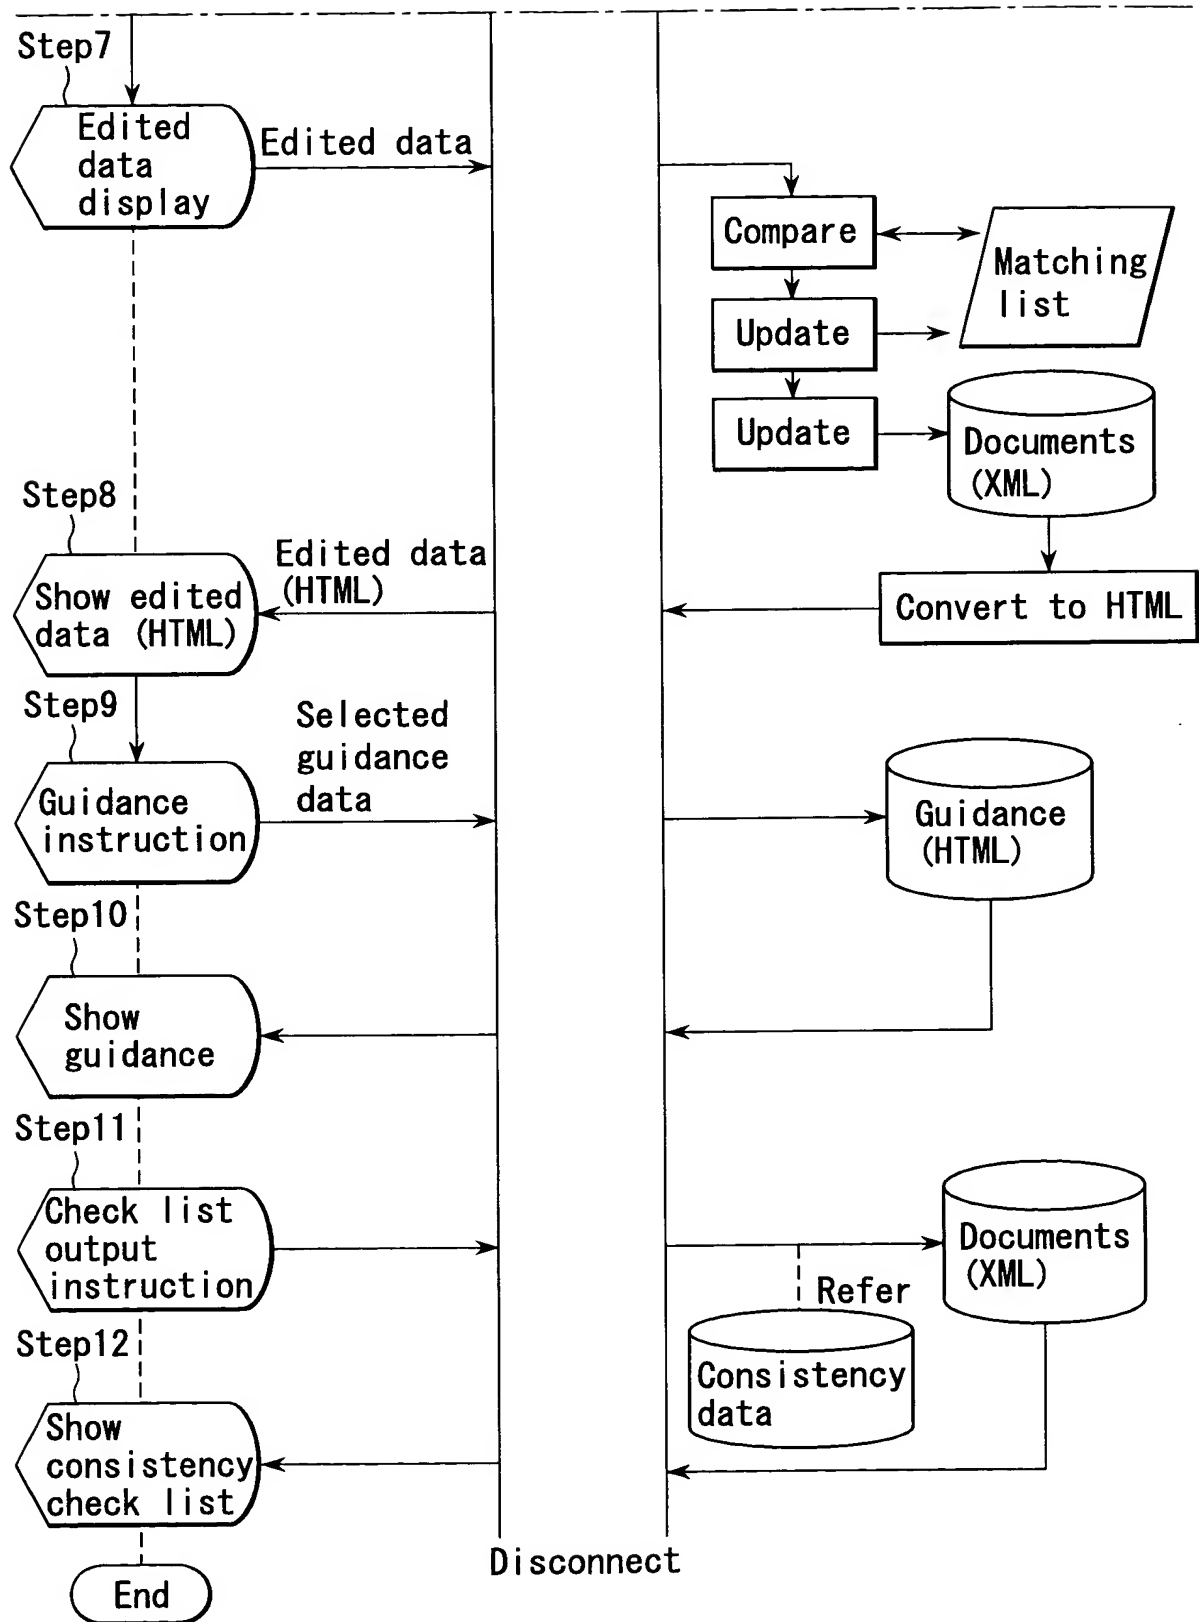 Step7
Edited
data
display
Edited data
Compare
Matching
list
Update
Update
Documents
(XML)
Step8
Show edited
data (HTML)
Edited data
(HTML)
Convert to HTML
Step9
Guidance
instruction
Selected
guidance
data
Guidance
(HTML)
Step10
Show
guidance
Step11
Check list
output
instruction
Documents
(XML)
Refer
Consistency
data
Step12
Show
consistency
check list
Disconnect
End